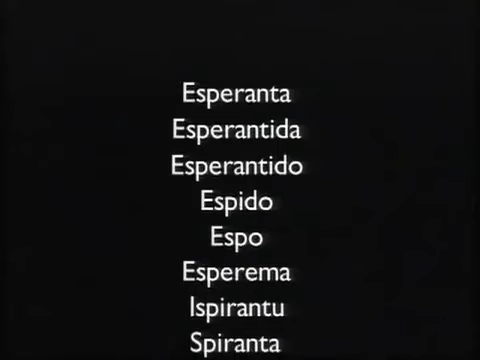 Esperanta
Esperantida
Esperantido
Espido
Espo
Esperema
Ispirantu
Spiranta